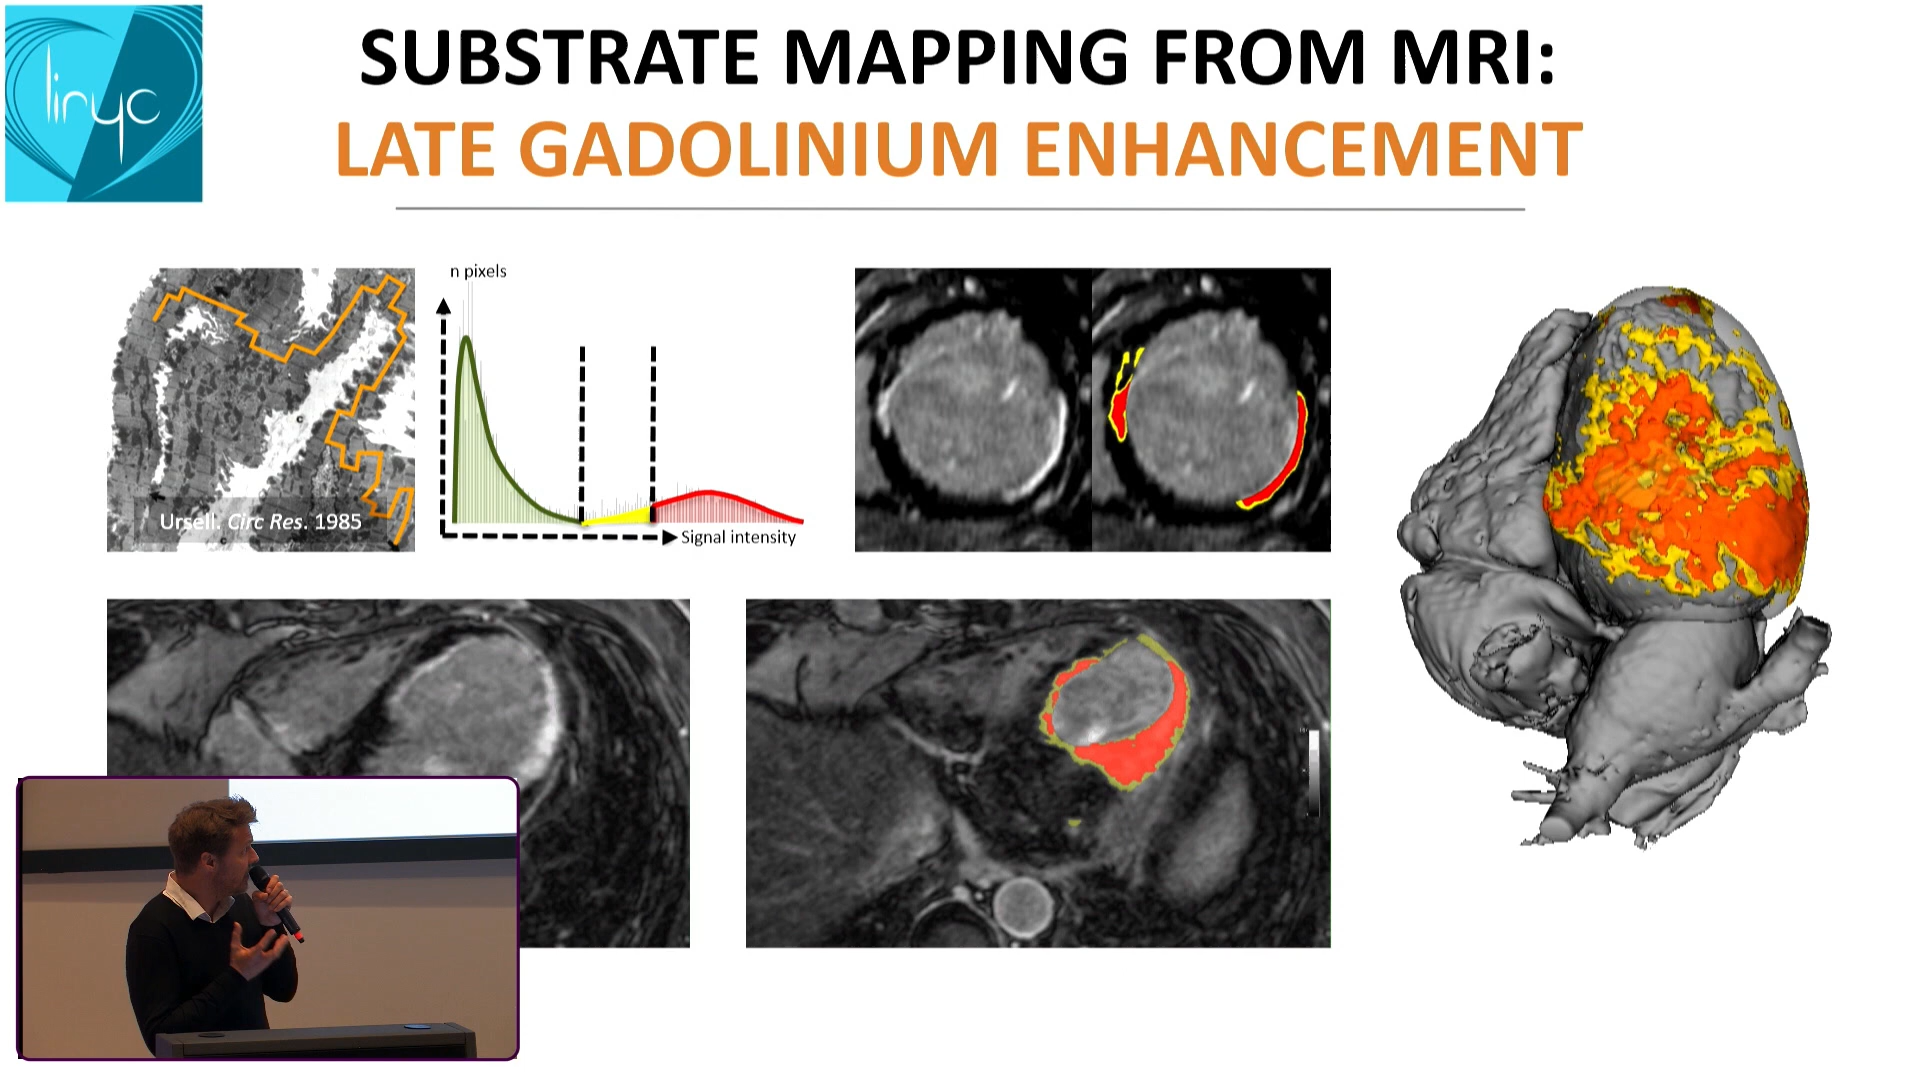 liryc
SUBSTRATE MAPPING FROM MRI:
LATE GADOLINIUM ENHANCEMENT
n pixels
Ursell. Circ Res. 1985
Signal intensity